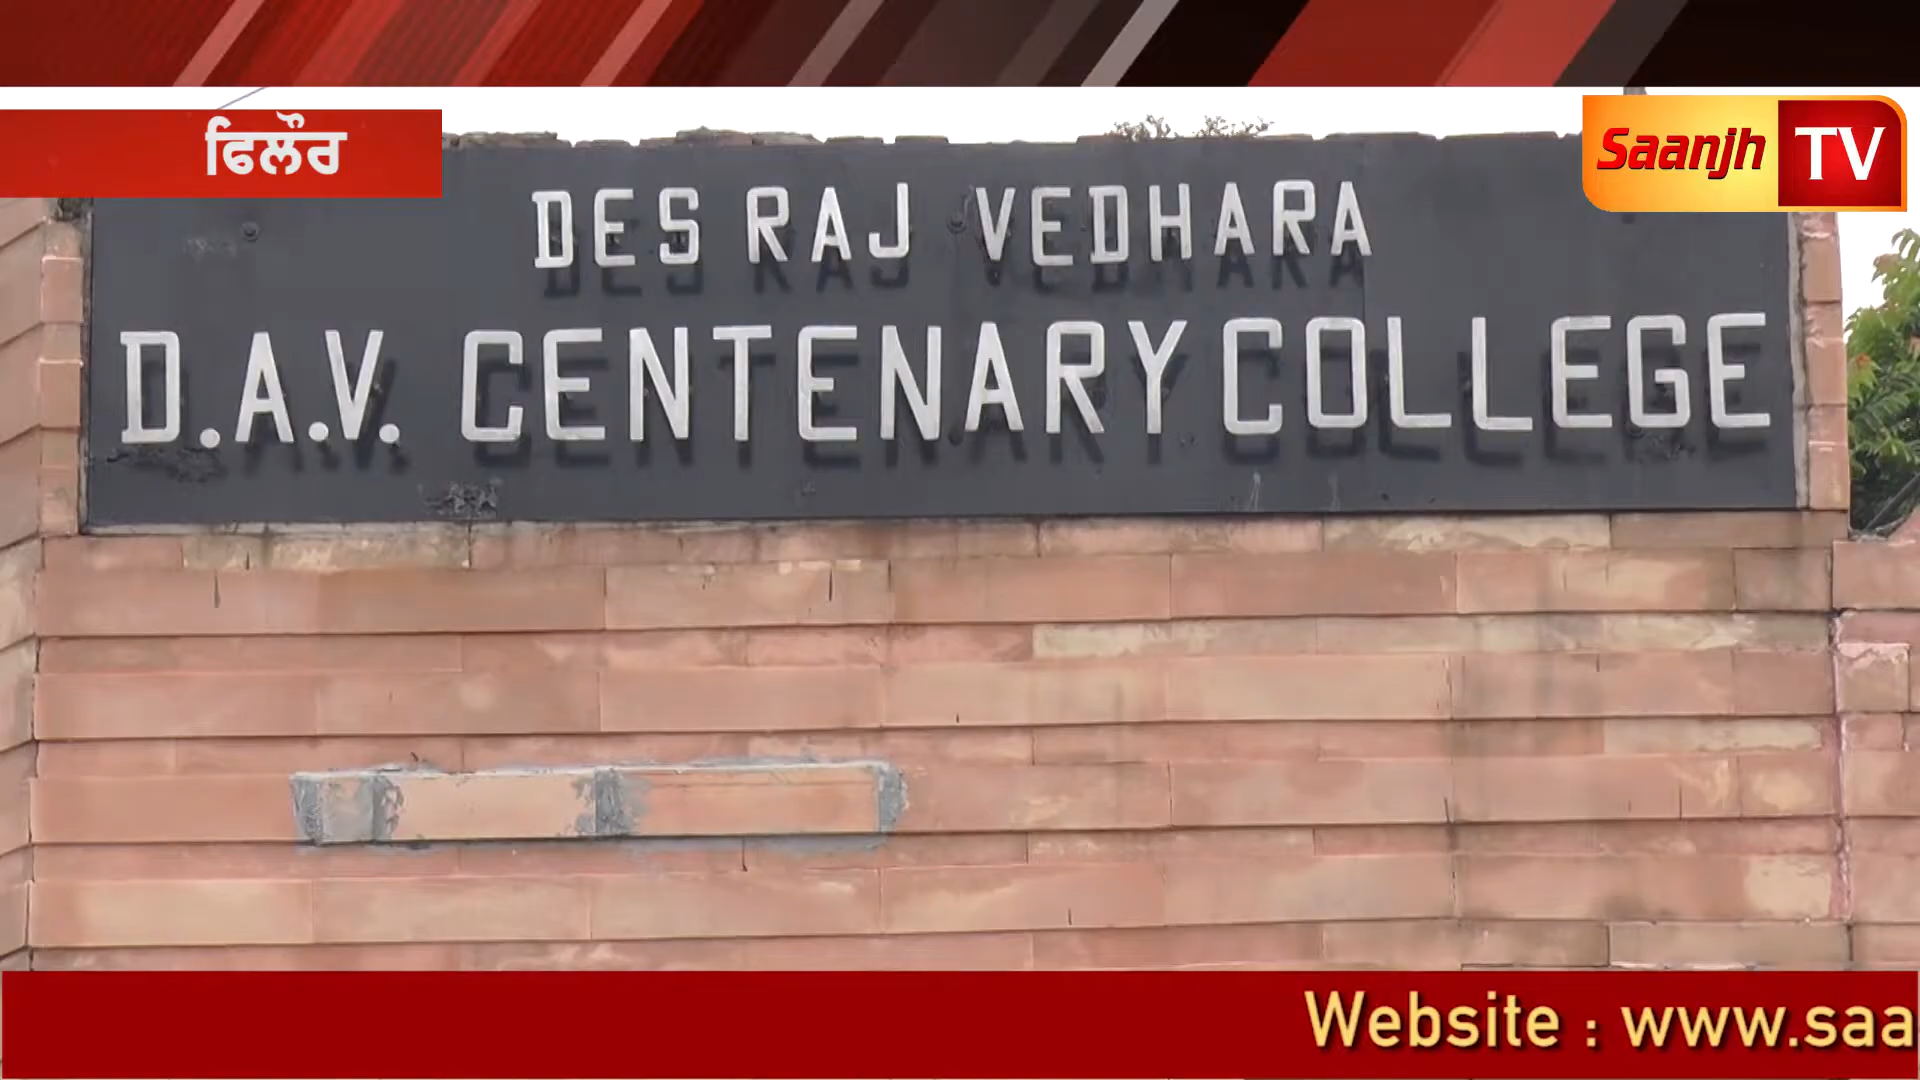 ਫਿਲੌਰ
Saanjh TV
DES RAJ VEDHARA
D.A.V. CENTENARY COLLEGE
Website : www.saa